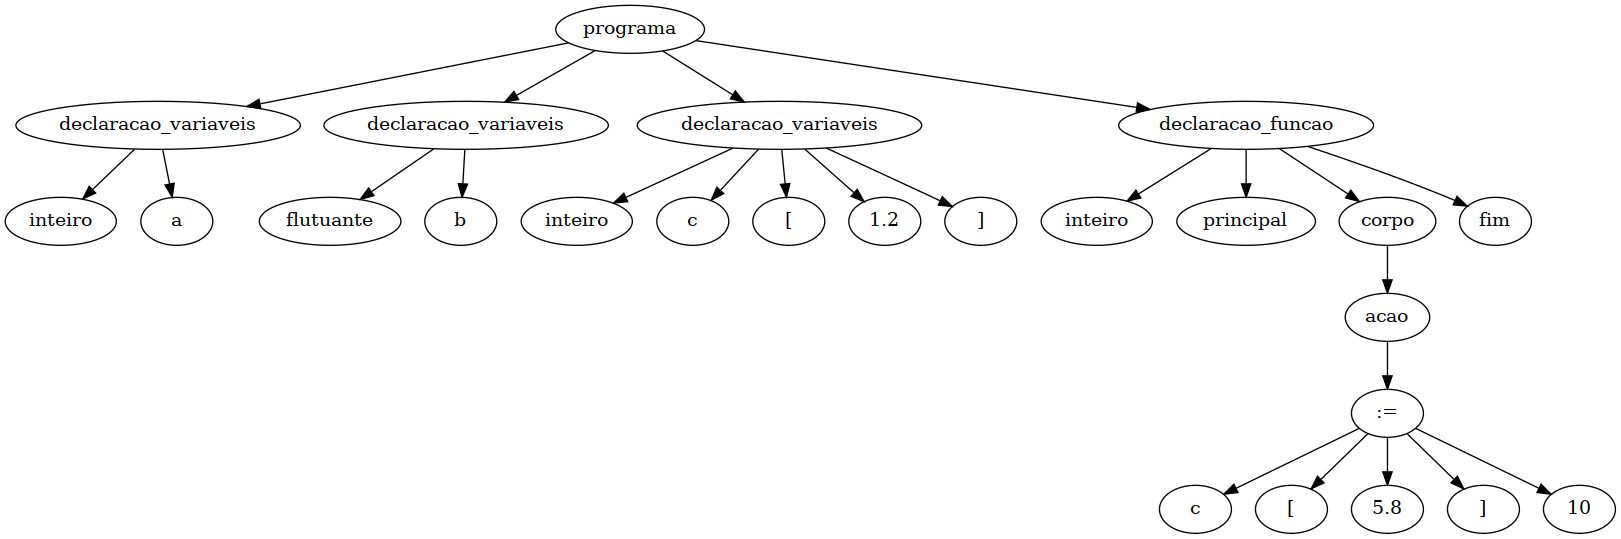 programa
declaracao_variaveis declaracao_variaveis declaracao_variaveis declaracao_funcao
inteiro a flutuante b inteiro c [ 1.2 ] inteiro principal corpo fim
acao
:=
c [ 5.8 ] 10